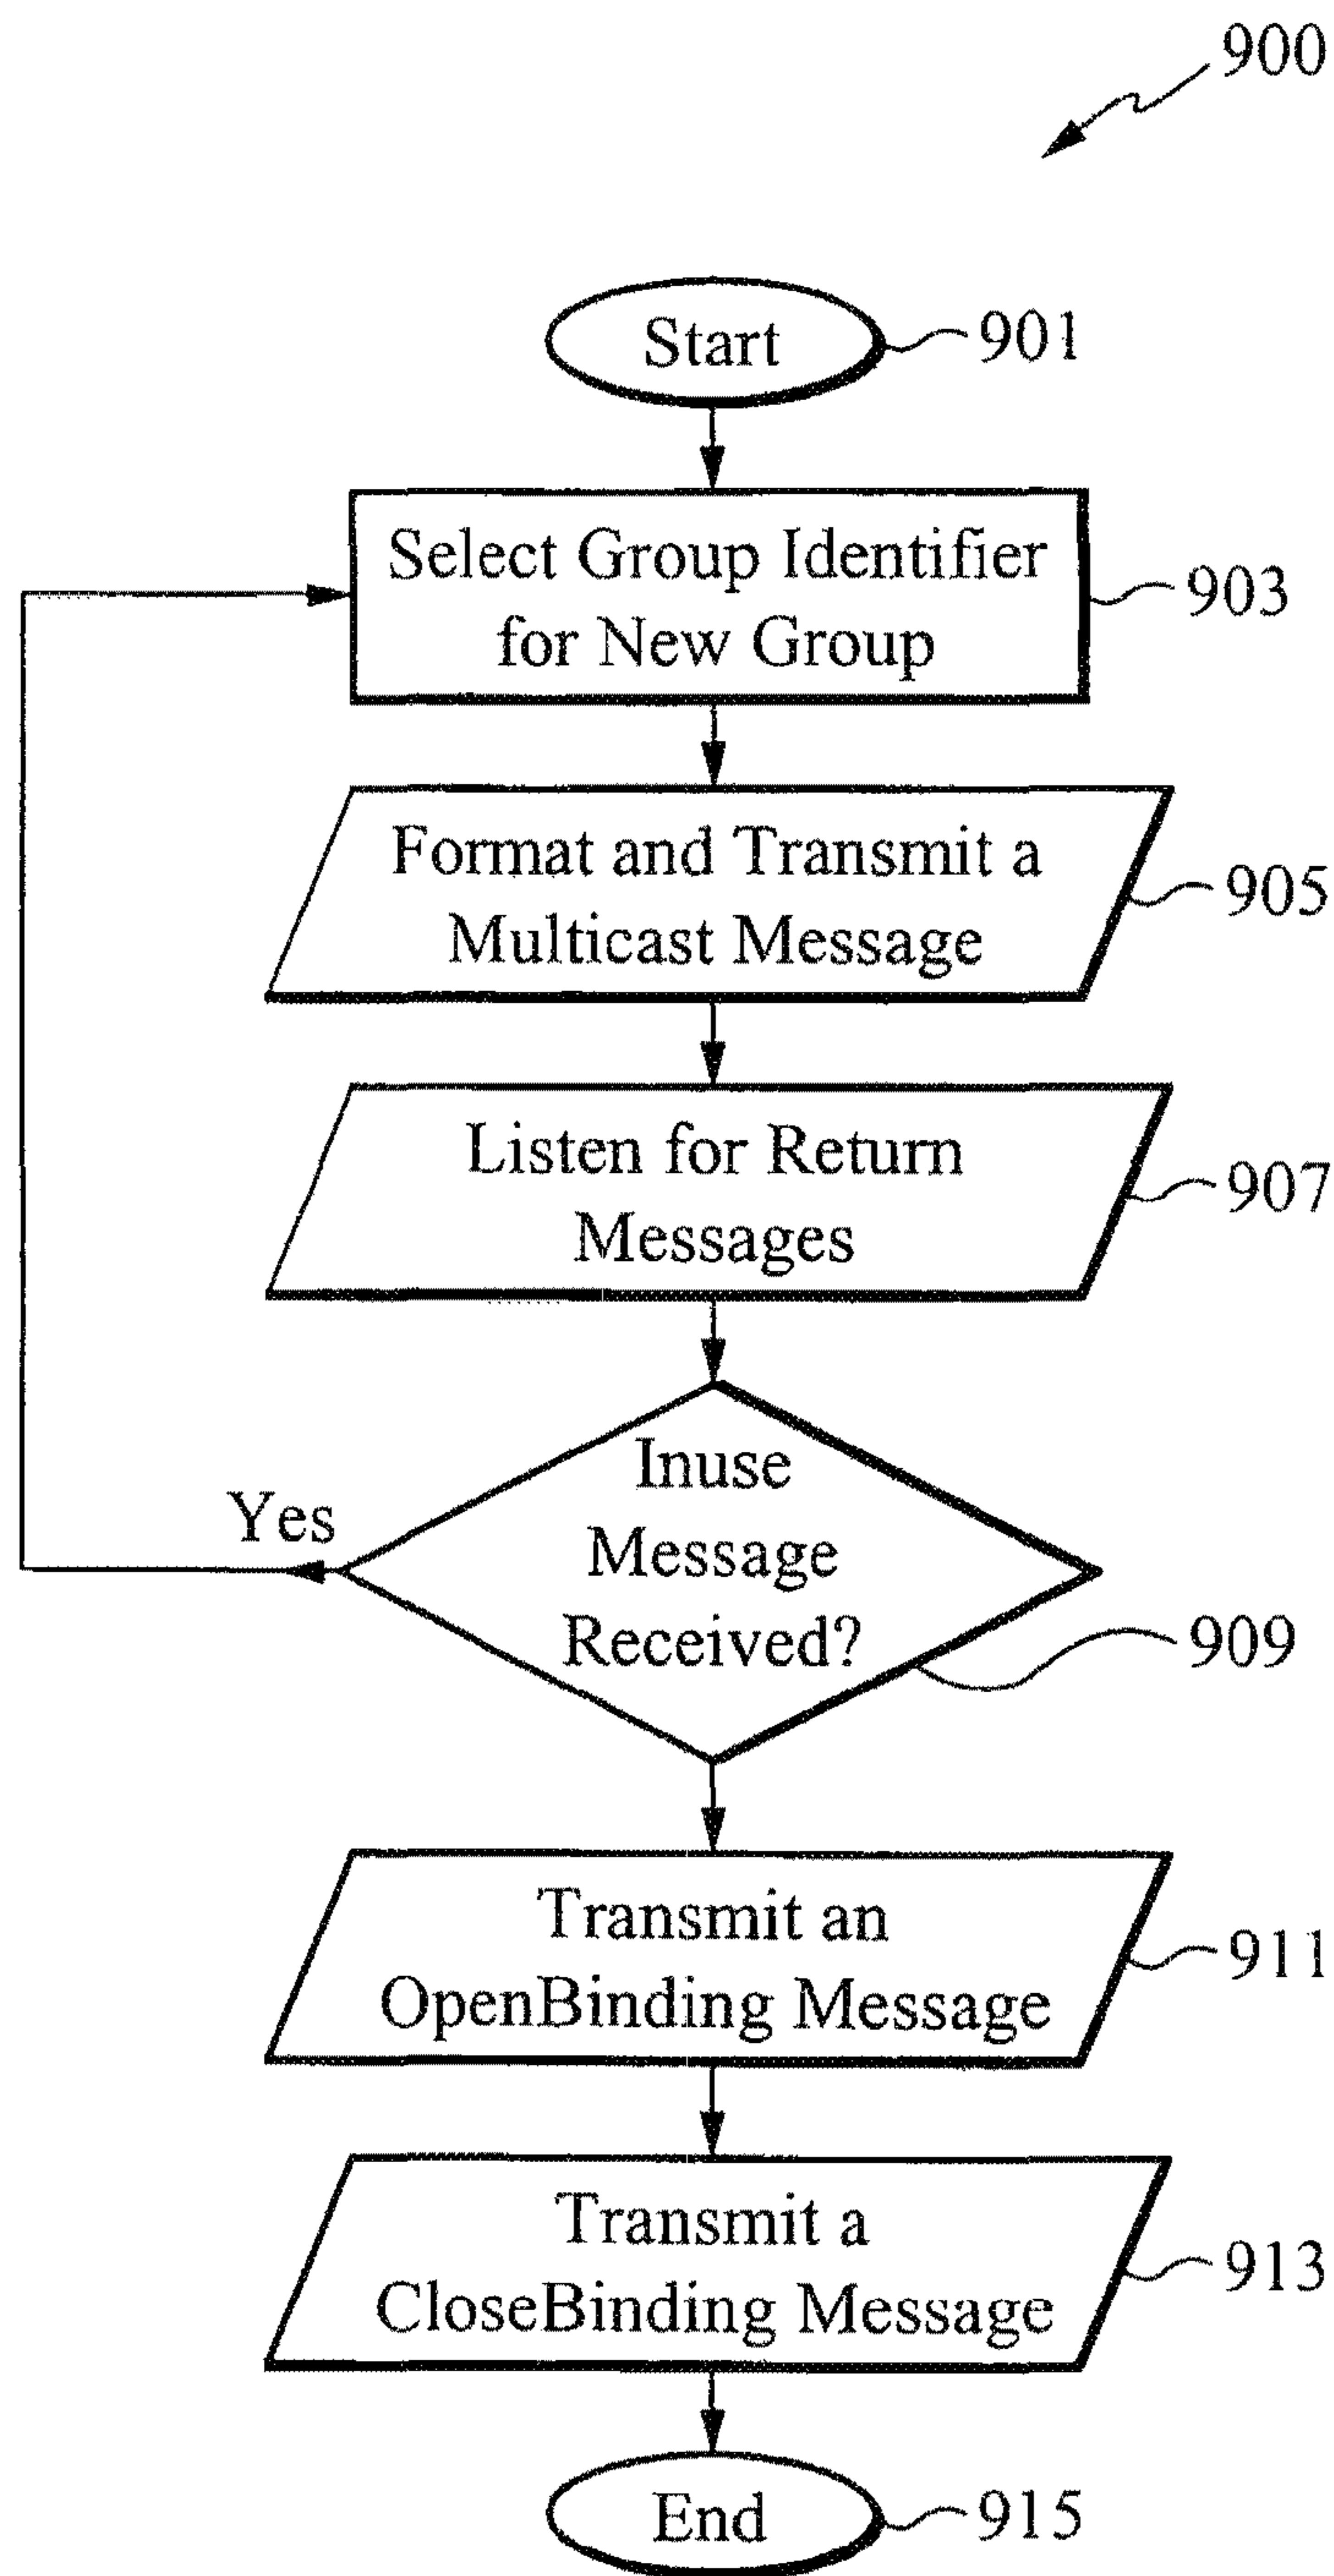 900
Start
901
Select Group Identifier
for New Group
903
Format and Transmit a
Multicast Message
905
Listen for Return
Messages
907
Inuse
Message
Received?
Yes
909
Transmit an
OpenBinding Message
911
Transmit a
CloseBinding Message
913
End
915